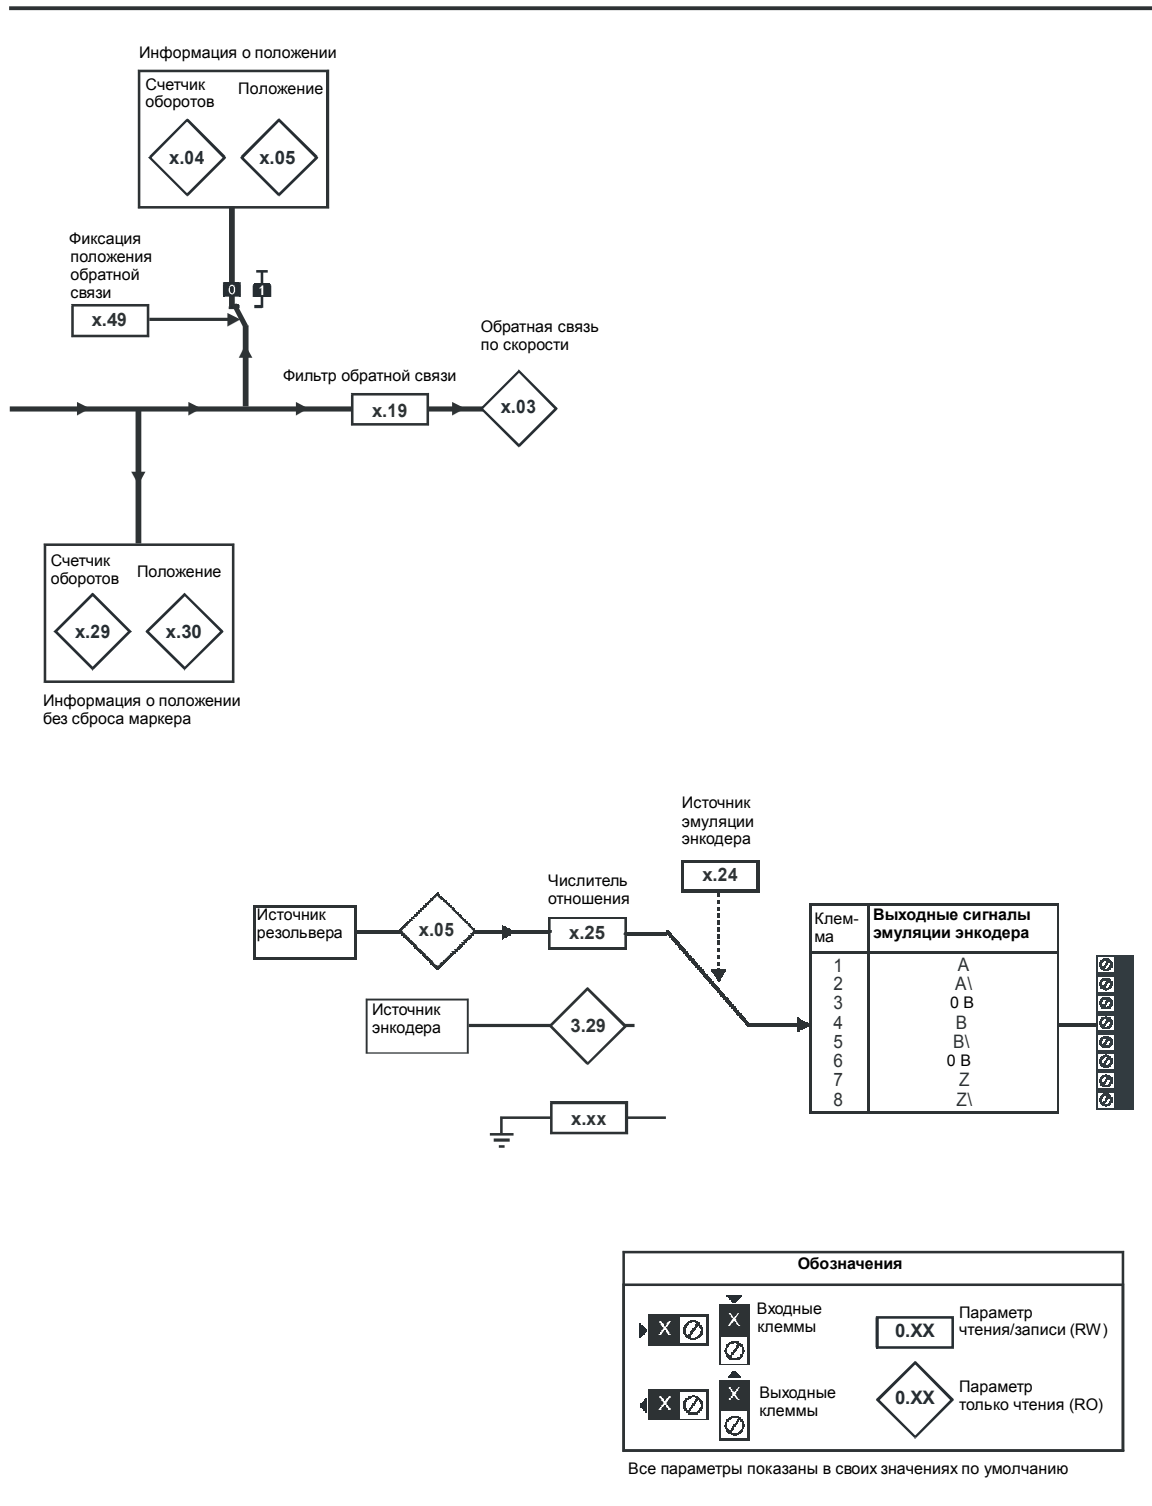 Информация о положении
Счетчик
оборотов
Положение
x.04
x.05
Фиксация
положения
обратной
связи
0
1
x.49
Обратная связь
по скорости
Фильтр обратной связи
x.19
x.03
Счетчик
оборотов
Положение
x.29
x.30
Информация о положении
без сброса маркера
Источник
эмуляции
энкодера
x.24
Числитель
отношения
Источник
резольвера
x.05
x.25
Источник
энкодера
3.29
x.xx
Клем-
ма
Выходные сигналы
эмуляции энкодера
1 A
2 A\
3 0 В
4 B
5 B\
6 0 В
7 Z
8 Z\
Обозначения
X
X
Входные
клеммы
0.XX
Параметр
чтения/записи (RW)
X
X
Выходные
клеммы
0.XX
Параметр
только чтения (RO)
Все параметры показаны в своих значениях по умолчанию